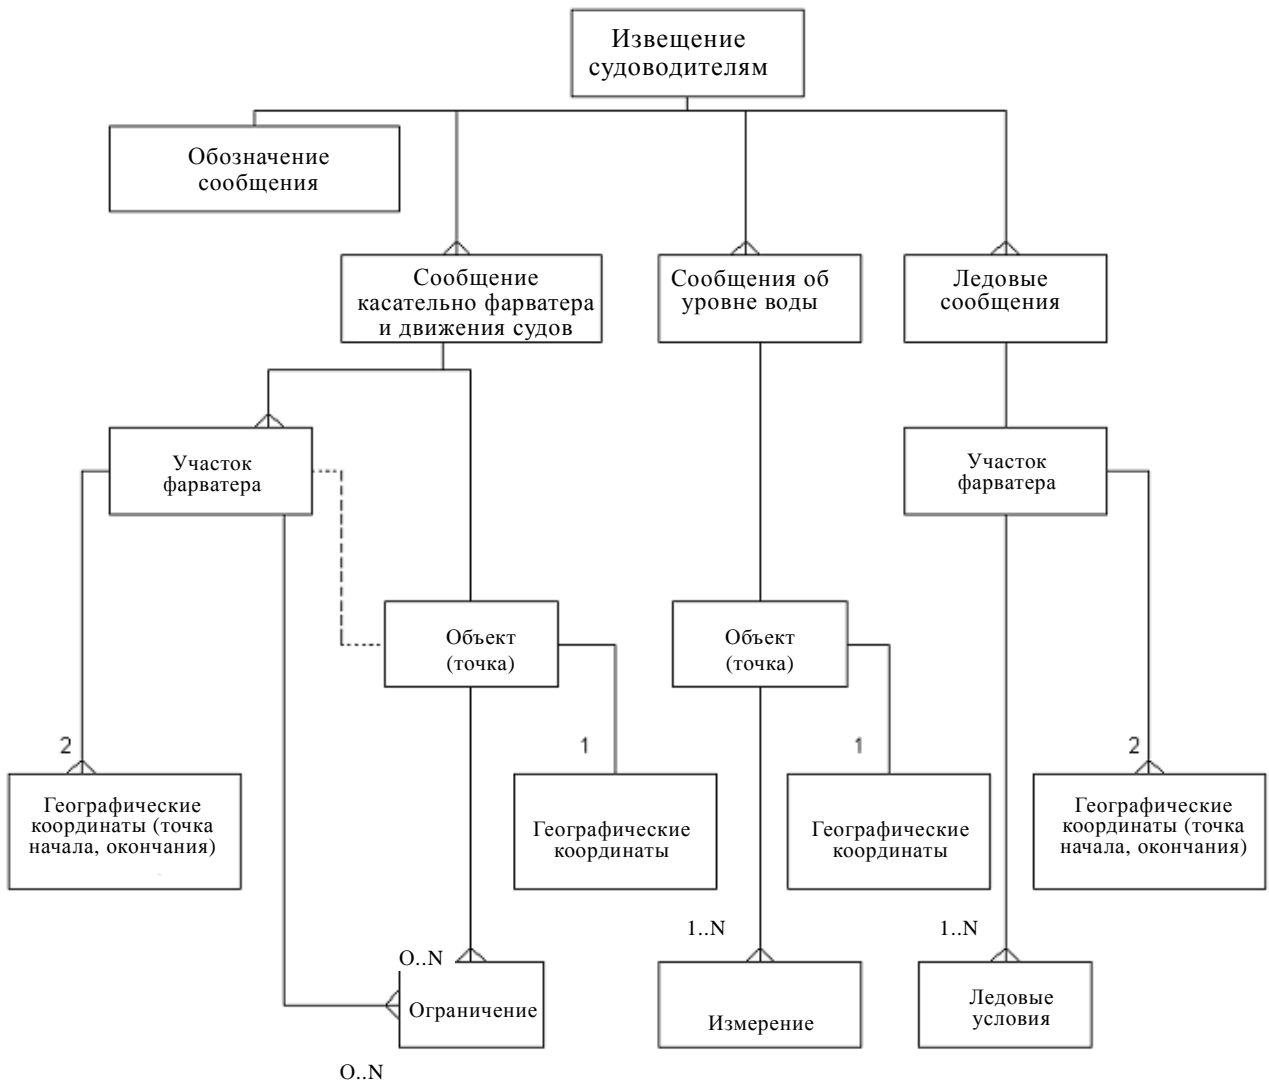 Извещение
судоводителям
Обозначение
сообщения
Сообщение
касательно фарватера
и движения судов
Сообщения об
уровне воды
Ледовые
сообщения
Участок
фарватера
Участок
фарватера
Объект
(точка)
Объект
(точка)
2
1
1
2
Географические
координаты (точка
начала, окончания)
Географические
координаты
Географические
координаты
Географические
координаты (точка
начала, окончания)
O..N
1..N
1..N
Ограничение
Измерение
Ледовые
условия
O..N